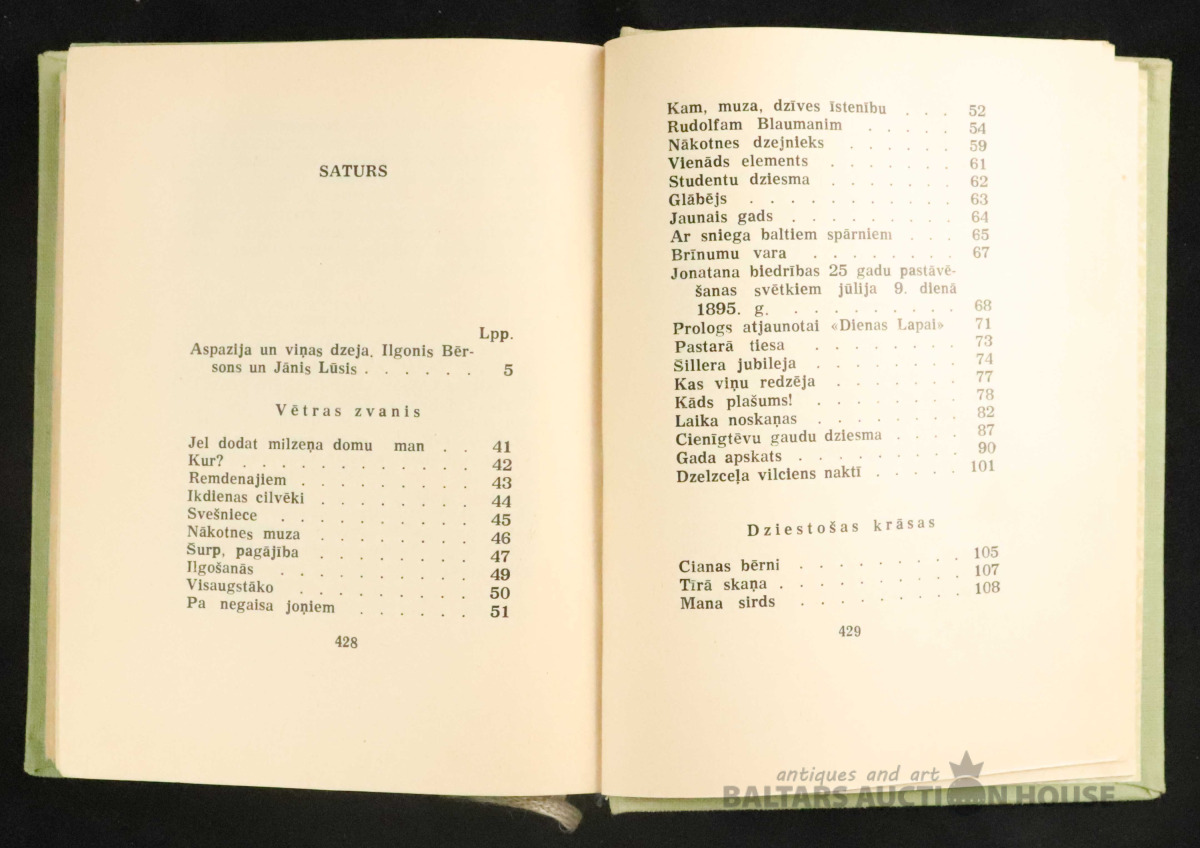 SATURS
Lpp.
Aspazija un viņas dzeja. Ilgonis Bēr-
sons un Jānis Lūsis . . . . . . 5
Vētras zvanis
Jel dodat milzeņa domu man . . 41
Kur? . . . . . . . . . . . . 42
Remdenajiem . . . . . . . . . 43
Ikdienas cilvēki . . . . . . . . 44
Svešniece . . . . . . . . . . 45
Nākotnes muza . . . . . . . . 46
Šurp, pagājība . . . . . . . . 47
Ilgošanās . . . . . . . . . . 49
Visaugstāko . . . . . . . . . 50
Pa negaisa joņiem . . . . . . 51
428
Kam, muza, dzīves īstenību . . . 52
Rudolfam Blaumanim . . . . . 54
Nākotnes dzejnieks . . . . . . 59
Vienāds elements . . . . . . . 61
Studentu dziesma . . . . . . . 62
Glābējs . . . . . . . . . . . 63
Jaunais gads . . . . . . . . . 64
Ar sniega baltiem spārniem . . . 65
Brīnumu vara . . . . . . . . 67
Jonatana biedrības 25 gadu pastāvē-
šanas svētkiem jūlija 9. dienā
1895. g. . . . . . . . . . . 68
Prologs atjaunotai «Dienas Lapai» 71
Pastarā tiesa . . . . . . . . 73
Šillera jubileja . . . . . . . . 74
Kas viņu redzēja . . . . . . . 77
Kāds plašums! . . . . . . . . 78
Laika noskaņas . . . . . . . . 82
Cienīgtēvu gaudu dziesma . . . . 87
Gada apskats . . . . . . . . . 90
Dzelzceļa vilciens naktī . . . . . 101
Dziestošas krāsas
Cianas bērni . . . . . . . . . 105
Tīrā skaņa . . . . . . . . . . 107
Mana sirds . . . . . . . . . . 108
429
antiques and art
BALTARS AUCTION HOUSE